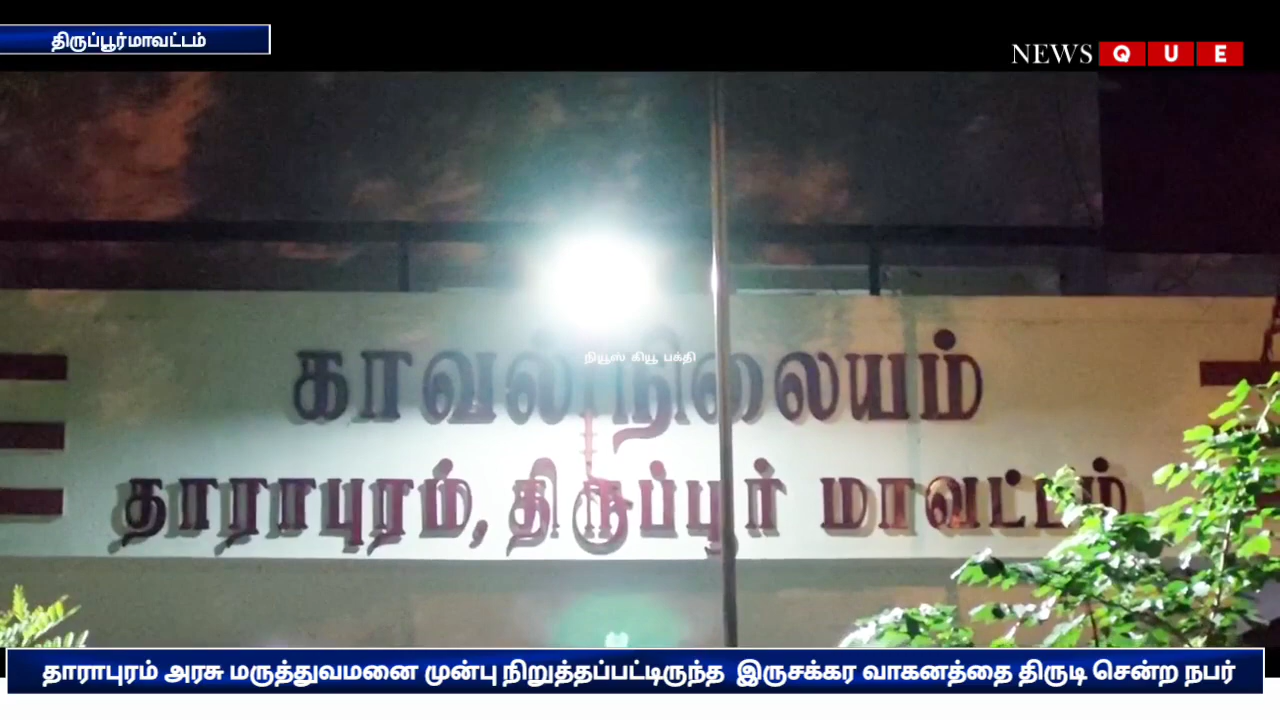 திருப்பூர்மாவட்டம்
NEWS QUE
காவல் நிலையம்
நியூஸ் கியூ பக்தி
தாராபுரம், திருப்பூர் மாவட்டம்
தாராபுரம் அரசு மருத்துவமனை முன்பு நிறுத்தப்பட்டிருந்த இருசக்கர வாகனத்தை திருடி சென்ற நபர்